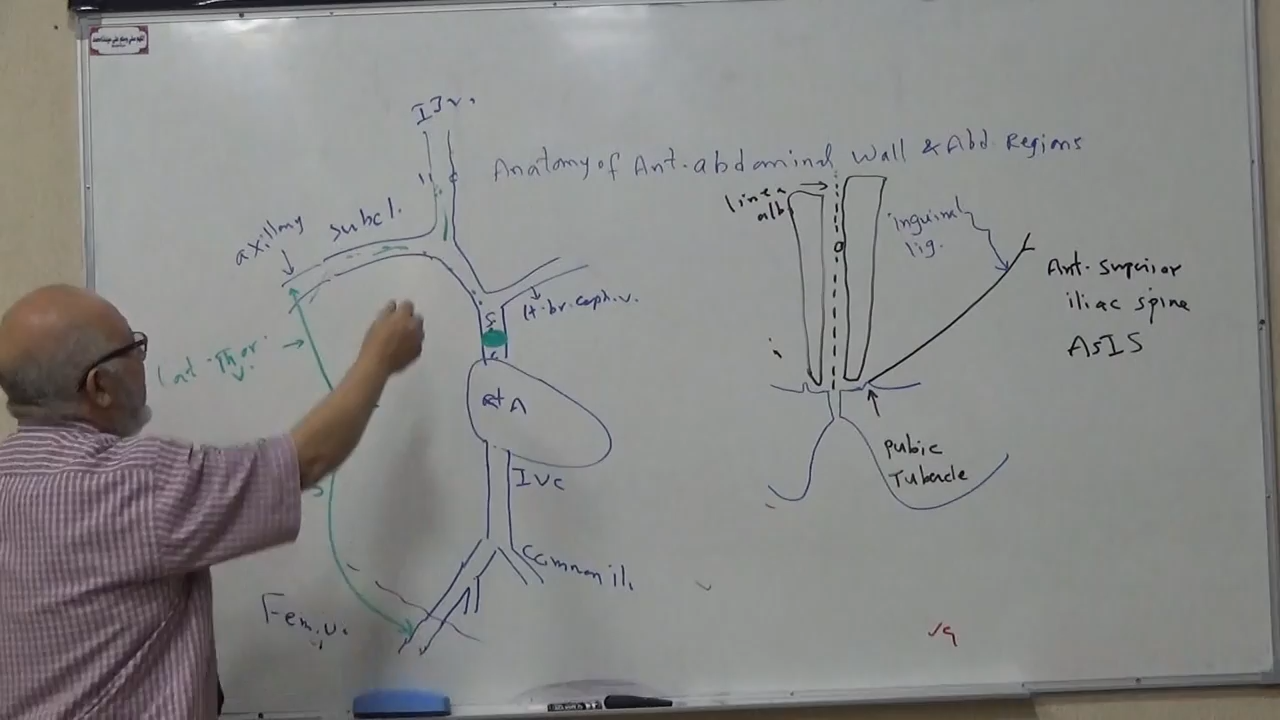 IJv.
Anatomy of Ant. abdominal Wall & Abd. Regions
axillary
subcl.
linea
alb
inguinal
lig.
Ant. superior
iliac spine
ASIS
lt. br. ceph. v.
S.
Lat. Thor.
v.
C
Rt A
pubic
Tubercle
IVC
Common il.
Fem. v.